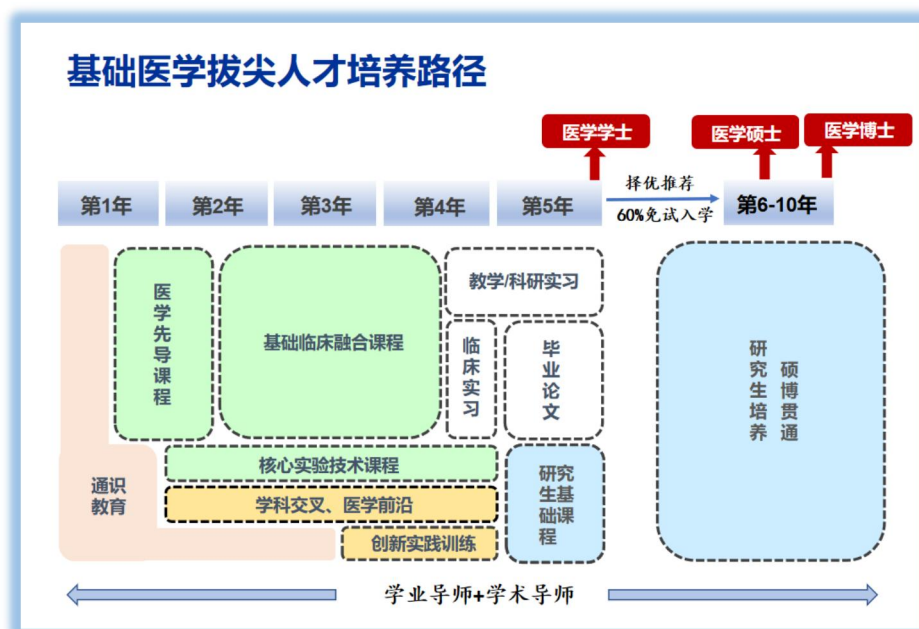 基础医学拔尖人才培养路径
医学学士
医学硕士
医学博士
第1年
第2年
第3年
第4年
第5年
择优推荐
60%免试入学
第6-10年
医学先导课程
基础临床融合课程
教学/科研实习
临床实习
毕业论文
研究生培养
硕博贯通
核心实验技术课程
通识
教育
学科交叉、医学前沿
创新实践训练
研究
生基
础课
程
学业导师+学术导师